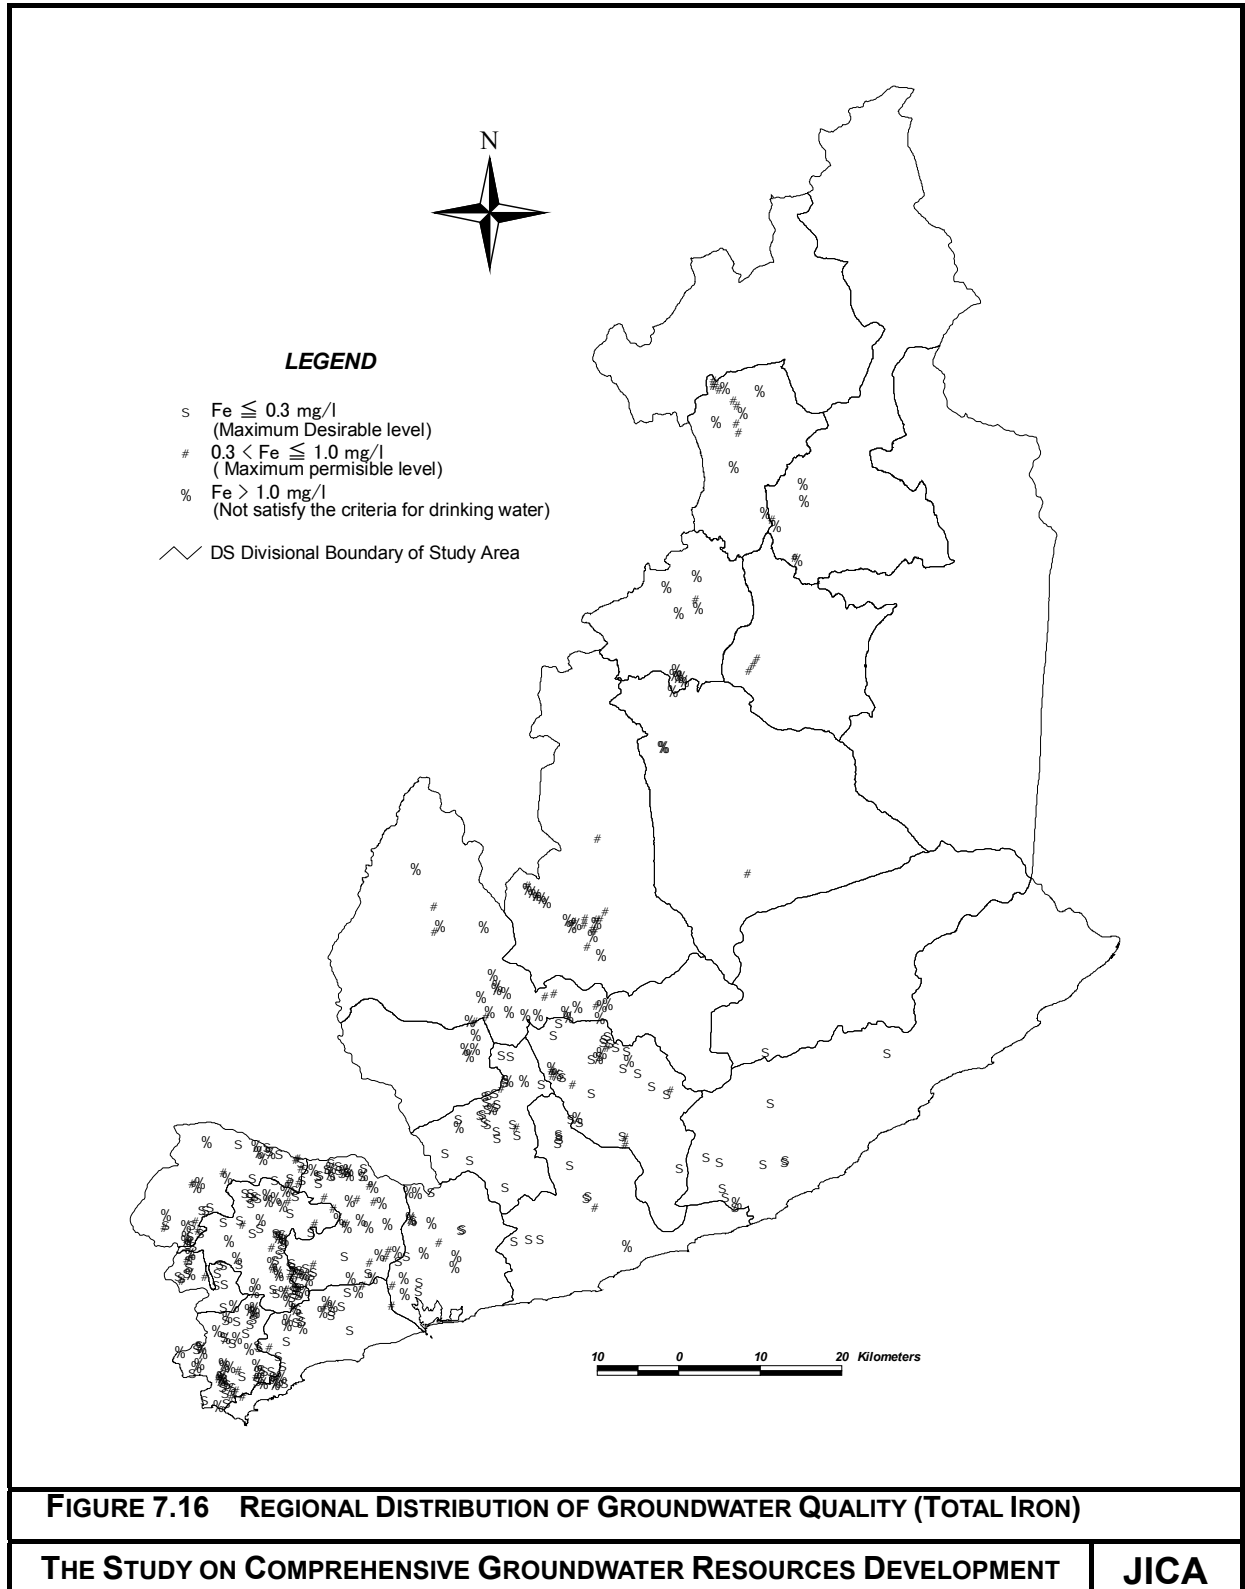 N
LEGEND
S Fe ≦ 0.3 mg/l
(Maximum Desirable level)
# 0.3 < Fe ≦ 1.0 mg/l
( Maximum permisible level)
% Fe > 1.0 mg/l
(Not satisfy the criteria for drinking water)
DS Divisional Boundary of Study Area
10 0 10 20 Kilometers
FIGURE 7.16 REGIONAL DISTRIBUTION OF GROUNDWATER QUALITY (TOTAL IRON)
THE STUDY ON COMPREHENSIVE GROUNDWATER RESOURCES DEVELOPMENT JICA